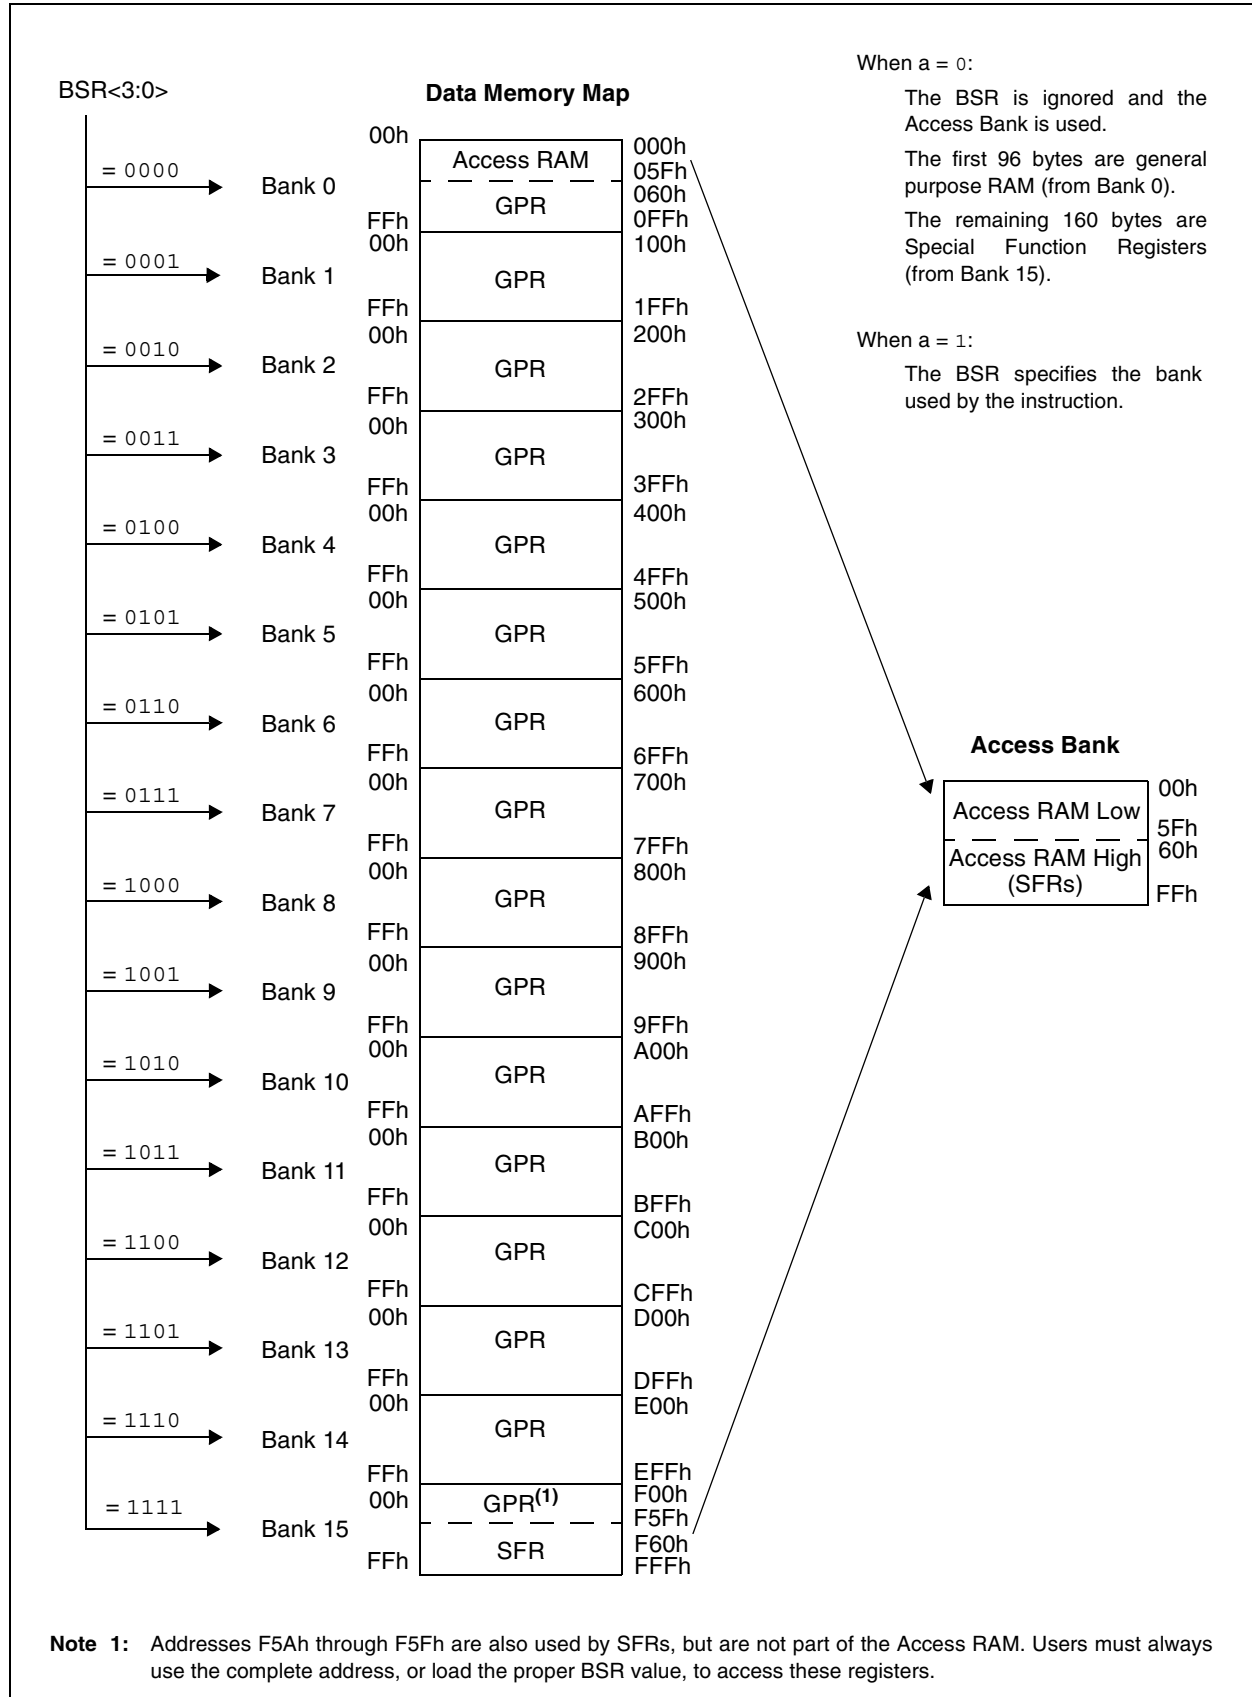 BSR<3:0>
Data Memory Map
When a = 0:
The BSR is ignored and the
Access Bank is used.
The first 96 bytes are general
purpose RAM (from Bank 0).
The remaining 160 bytes are
Special Function Registers
(from Bank 15).
When a = 1:
The BSR specifies the bank
used by the instruction.
= 0000
Bank 0
00h
FFh
Access RAM
GPR
000h
05Fh
060h
0FFh
= 0001
Bank 1
00h
FFh
GPR
100h
1FFh
= 0010
Bank 2
00h
FFh
GPR
200h
2FFh
= 0011
Bank 3
00h
FFh
GPR
300h
3FFh
= 0100
Bank 4
00h
FFh
GPR
400h
4FFh
= 0101
Bank 5
00h
FFh
GPR
500h
5FFh
= 0110
Bank 6
00h
FFh
GPR
600h
6FFh
= 0111
Bank 7
00h
FFh
GPR
700h
7FFh
= 1000
Bank 8
00h
FFh
GPR
800h
8FFh
= 1001
Bank 9
00h
FFh
GPR
900h
9FFh
= 1010
Bank 10
00h
FFh
GPR
A00h
AFFh
= 1011
Bank 11
00h
FFh
GPR
B00h
BFFh
= 1100
Bank 12
00h
FFh
GPR
C00h
CFFh
= 1101
Bank 13
00h
FFh
GPR
D00h
DFFh
= 1110
Bank 14
00h
FFh
GPR
E00h
EFFh
= 1111
Bank 15
00h
FFh
GPR(1)
SFR
F00h
F5Fh
F60h
FFFh
Access Bank
Access RAM Low
Access RAM High
(SFRs)
00h
5Fh
60h
FFh
Note 1: Addresses F5Ah through F5Fh are also used by SFRs, but are not part of the Access RAM. Users must always
use the complete address, or load the proper BSR value, to access these registers.